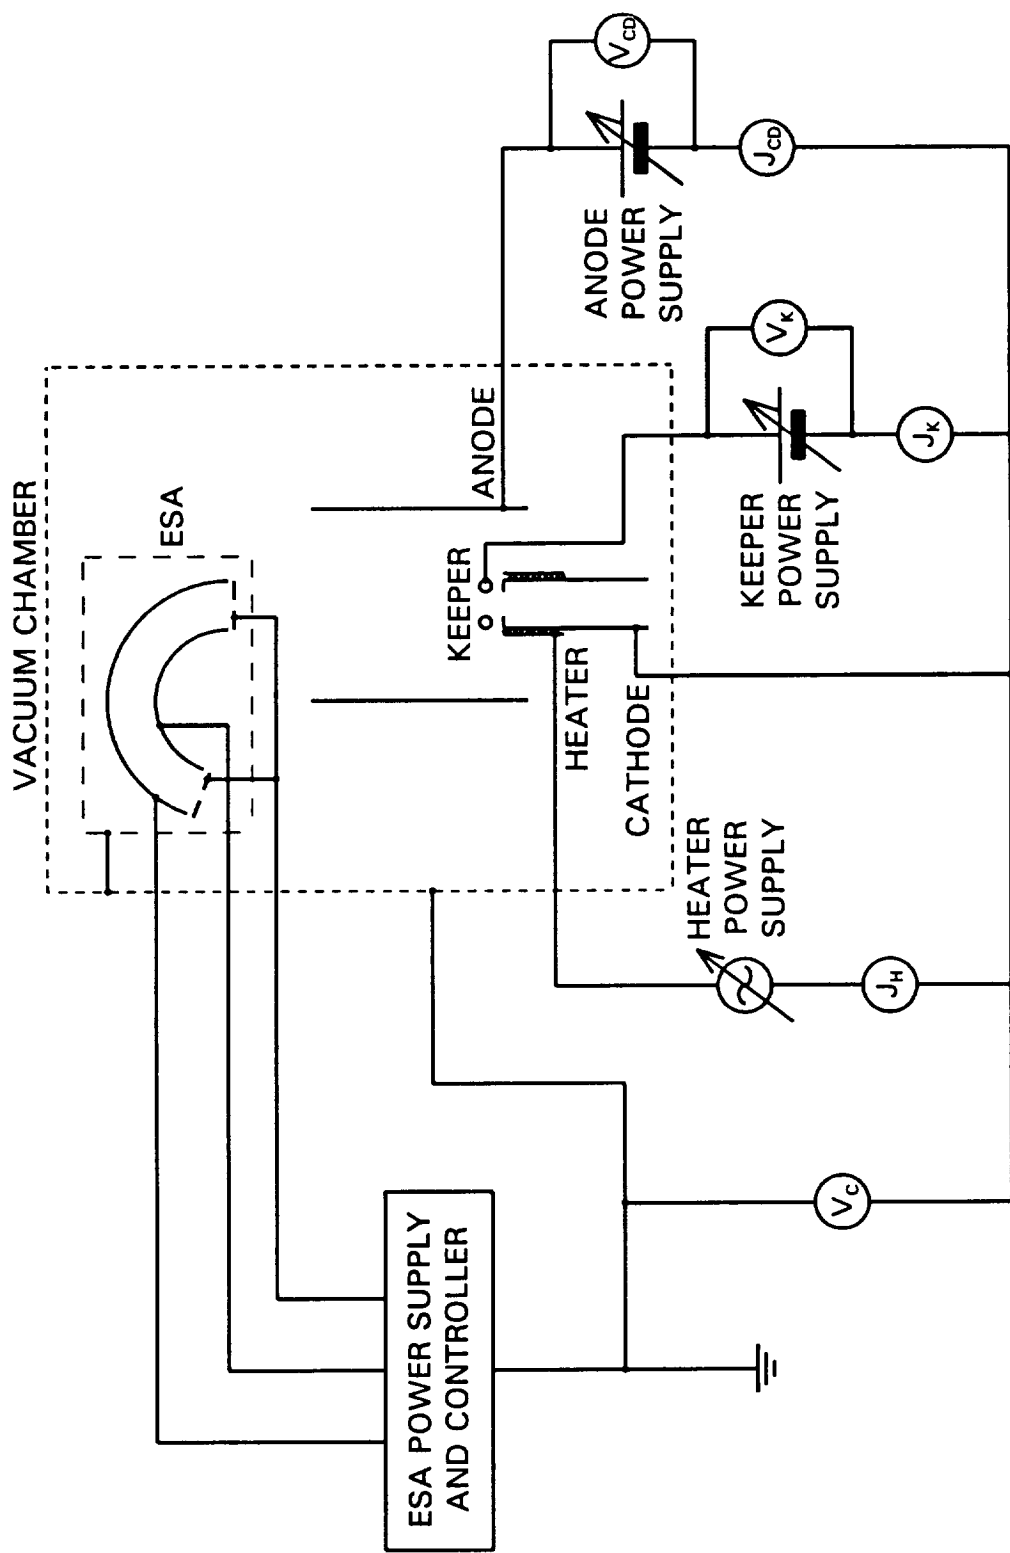 VACUUM CHAMBER
ESA
ANODE
KEEPER
HEATER
CATHODE
ESA POWER SUPPLY
AND CONTROLLER
HEATER
POWER
SUPPLY
KEEPER
POWER
SUPPLY
ANODE
POWER
SUPPLY
V_C
J_H
J_K
V_K
J_CD
V_CD